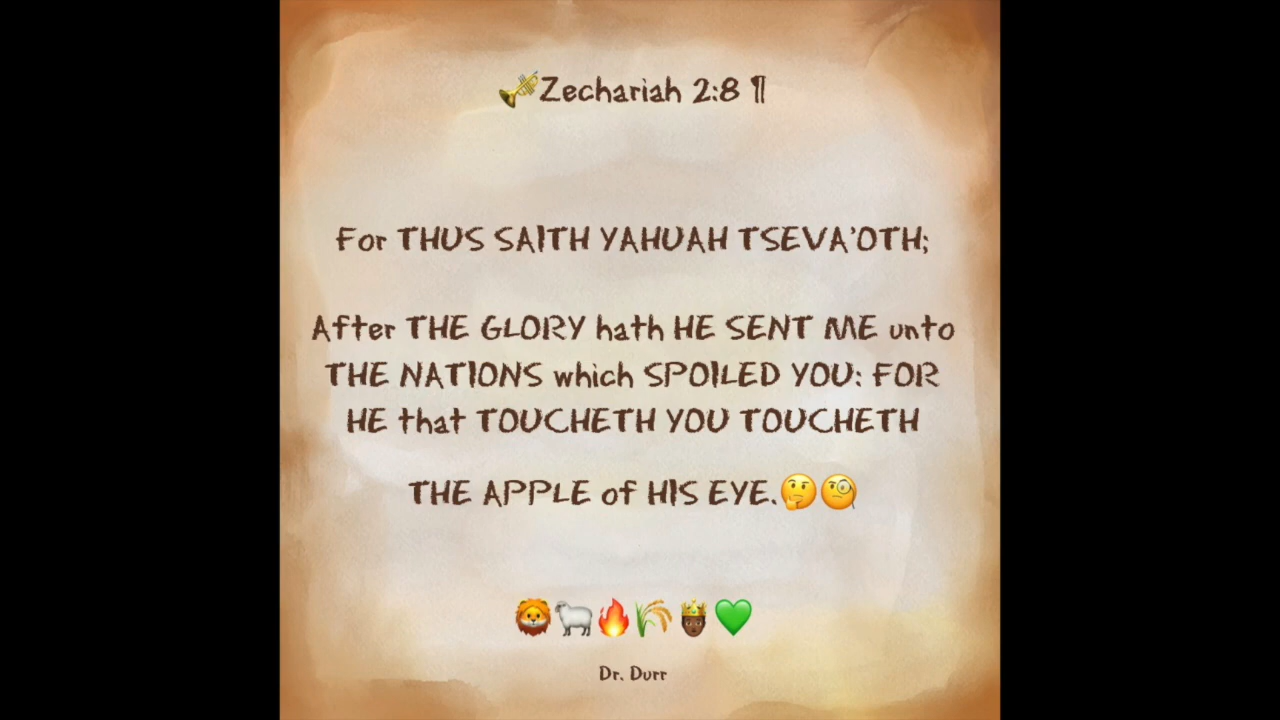 🎺Zechariah 2:8 ¶
For THUS SAITH YAHUAH TSEVA'OTH;
After THE GLORY hath HE SENT ME unto
THE NATIONS which SPOILED YOU: FOR
HE that TOUCHETH YOU TOUCHETH
THE APPLE of HIS EYE.🤔🧐
🦁🐑🔥🌾🤴🏿💚
Dr. Durr